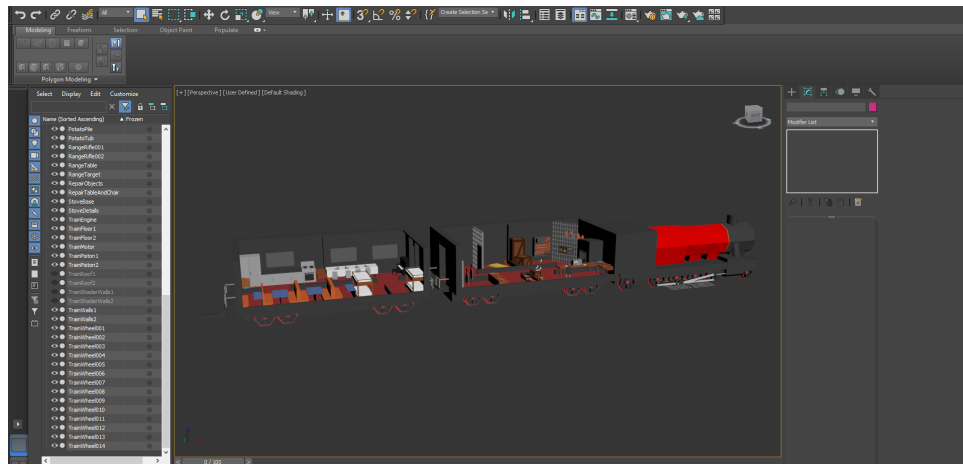 All
View
Create Selection Se
Modeling
Freeform
Selection
Object Paint
Populate
Polygon Modeling
Select
Display
Edit
Customize
Name (Sorted Ascending)
Frozen
PotatoPile
PotatoTub
RangeRifle001
RangeRifle002
RangeTable
RangeTarget
RepairObjects
RepairTableAndChair
StoveBase
StoveDetails
TrainEngine
TrainFloor1
TrainFloor2
TrainMotor
TrainPiston1
TrainPiston2
TrainRoof1
TrainRoof2
TrainShaderWalls1
TrainShaderWalls2
TrainWalls1
TrainWalls2
TrainWheel001
TrainWheel002
TrainWheel003
TrainWheel004
TrainWheel005
TrainWheel006
TrainWheel007
TrainWheel008
TrainWheel009
TrainWheel010
TrainWheel011
TrainWheel012
TrainWheel013
TrainWheel014
[+] [Perspective] [User Defined] [Default Shading]
Modifier List
0 / 100